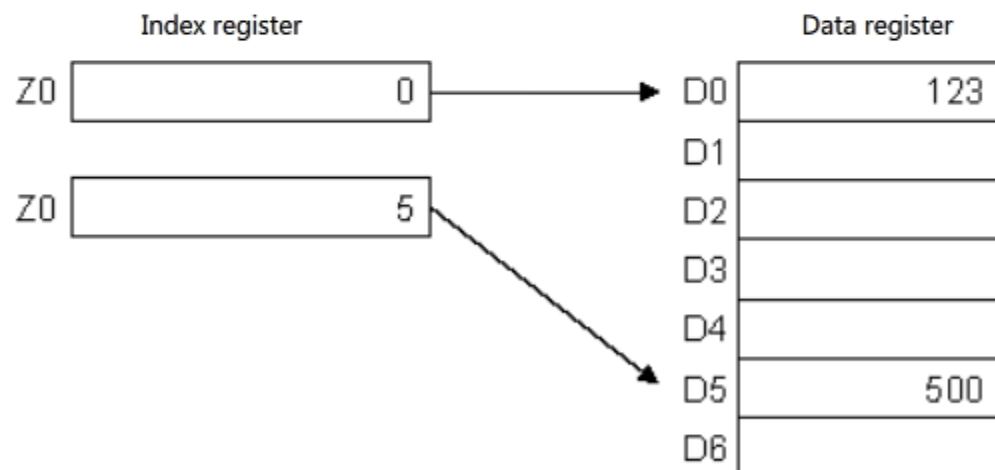 Index register
Data register
Z0 0
D0 123
D1
Z0 5
D2
D3
D4
D5 500
D6